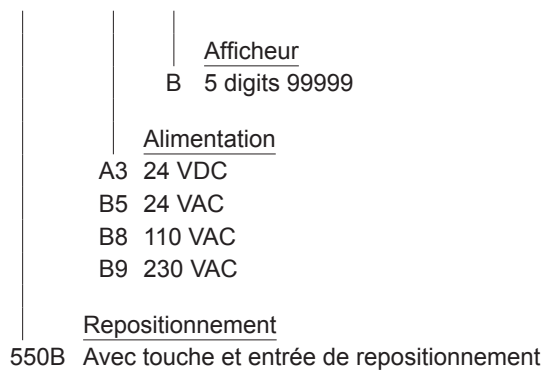 Afficheur
B 5 digits 99999
Alimentation
A3 24 VDC
B5 24 VAC
B8 110 VAC
B9 230 VAC
Repositionnement
550B Avec touche et entrée de repositionnement